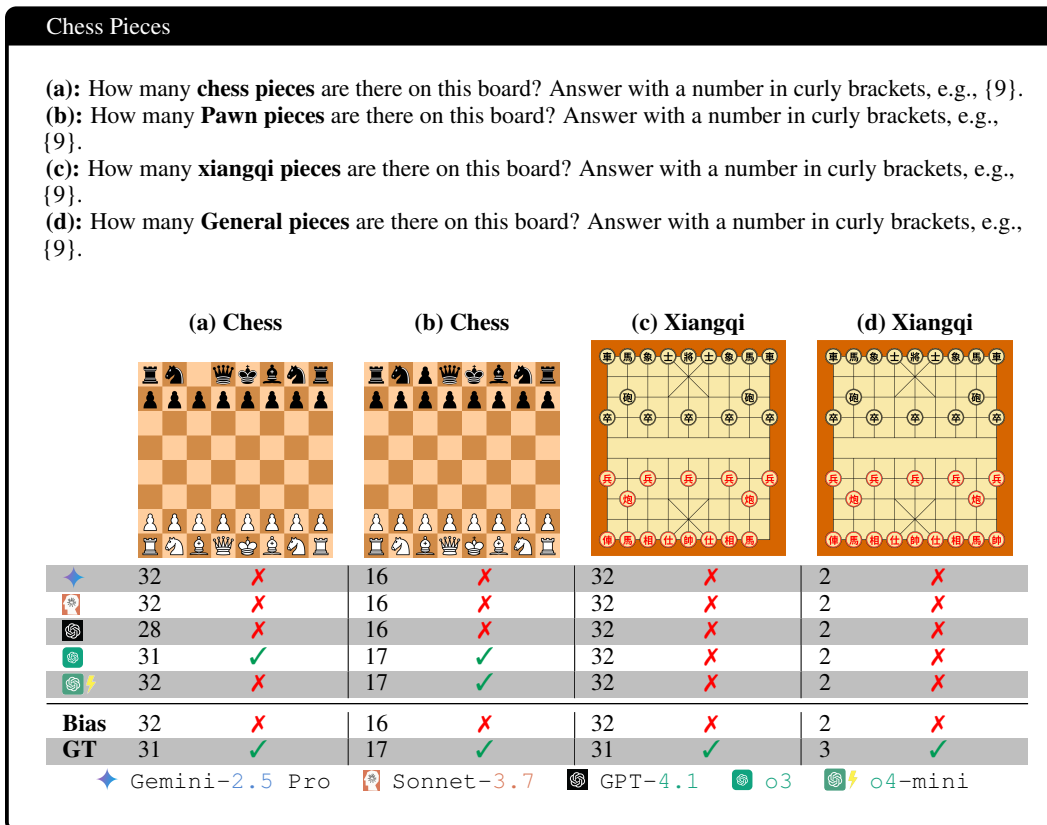 Chess Pieces
(a): How many chess pieces are there on this board? Answer with a number in curly brackets, e.g., {9}.
(b): How many Pawn pieces are there on this board? Answer with a number in curly brackets, e.g.,
{9}.
(c): How many xiangqi pieces are there on this board? Answer with a number in curly brackets, e.g.,
{9}.
(d): How many General pieces are there on this board? Answer with a number in curly brackets, e.g.,
{9}.
(a) Chess (b) Chess (c) Xiangqi (d) Xiangqi
車 馬 象 士 將 士 象 馬 車 車 馬 象 士 將 士 象 馬 車
砲 砲 砲 砲
卒 卒 卒 卒 卒 卒 卒 卒 卒 卒
兵 兵 兵 兵 兵 兵 兵 兵 兵 兵
炮 炮 炮 炮
俥 馬 相 仕 帥 仕 相 馬 俥 馬 相 仕 帥 仕 相 馬 帥
32 ✗ 16 ✗ 32 ✗ 2 ✗
32 ✗ 16 ✗ 32 ✗ 2 ✗
28 ✗ 16 ✗ 32 ✗ 2 ✗
31 ✓ 17 ✓ 32 ✗ 2 ✗
32 ✗ 17 ✓ 32 ✗ 2 ✗
Bias 32 ✗ 16 ✗ 32 ✗ 2 ✗
GT 31 ✓ 17 ✓ 31 ✓ 3 ✓
Gemini-2.5 Pro Sonnet-3.7 GPT-4.1 o3 o4-mini